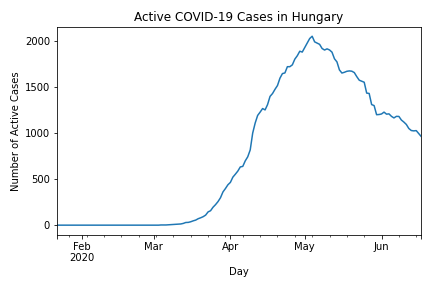 Active COVID-19 Cases in Hungary
Number of Active Cases
2000
1500
1000
500
0
Feb
2020
Mar
Apr
May
Jun
Day